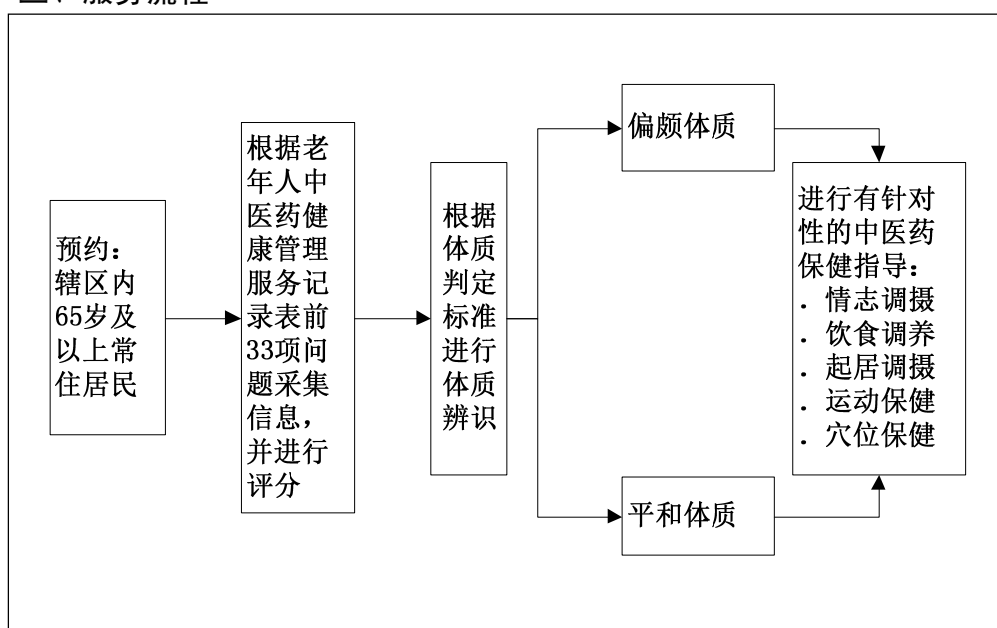 预约：
辖区内
65岁及
以上常
住居民
根据老
年人中
医药健
康管理
服务记
录表前
33项问
题采集
信息，
并进行
评分
根据
体质
判定
标准
进行
体质
辨识
偏颇体质
平和体质
进行有针对
性的中医药
保健指导：
. 情志调摄
. 饮食调养
. 起居调摄
. 运动保健
. 穴位保健